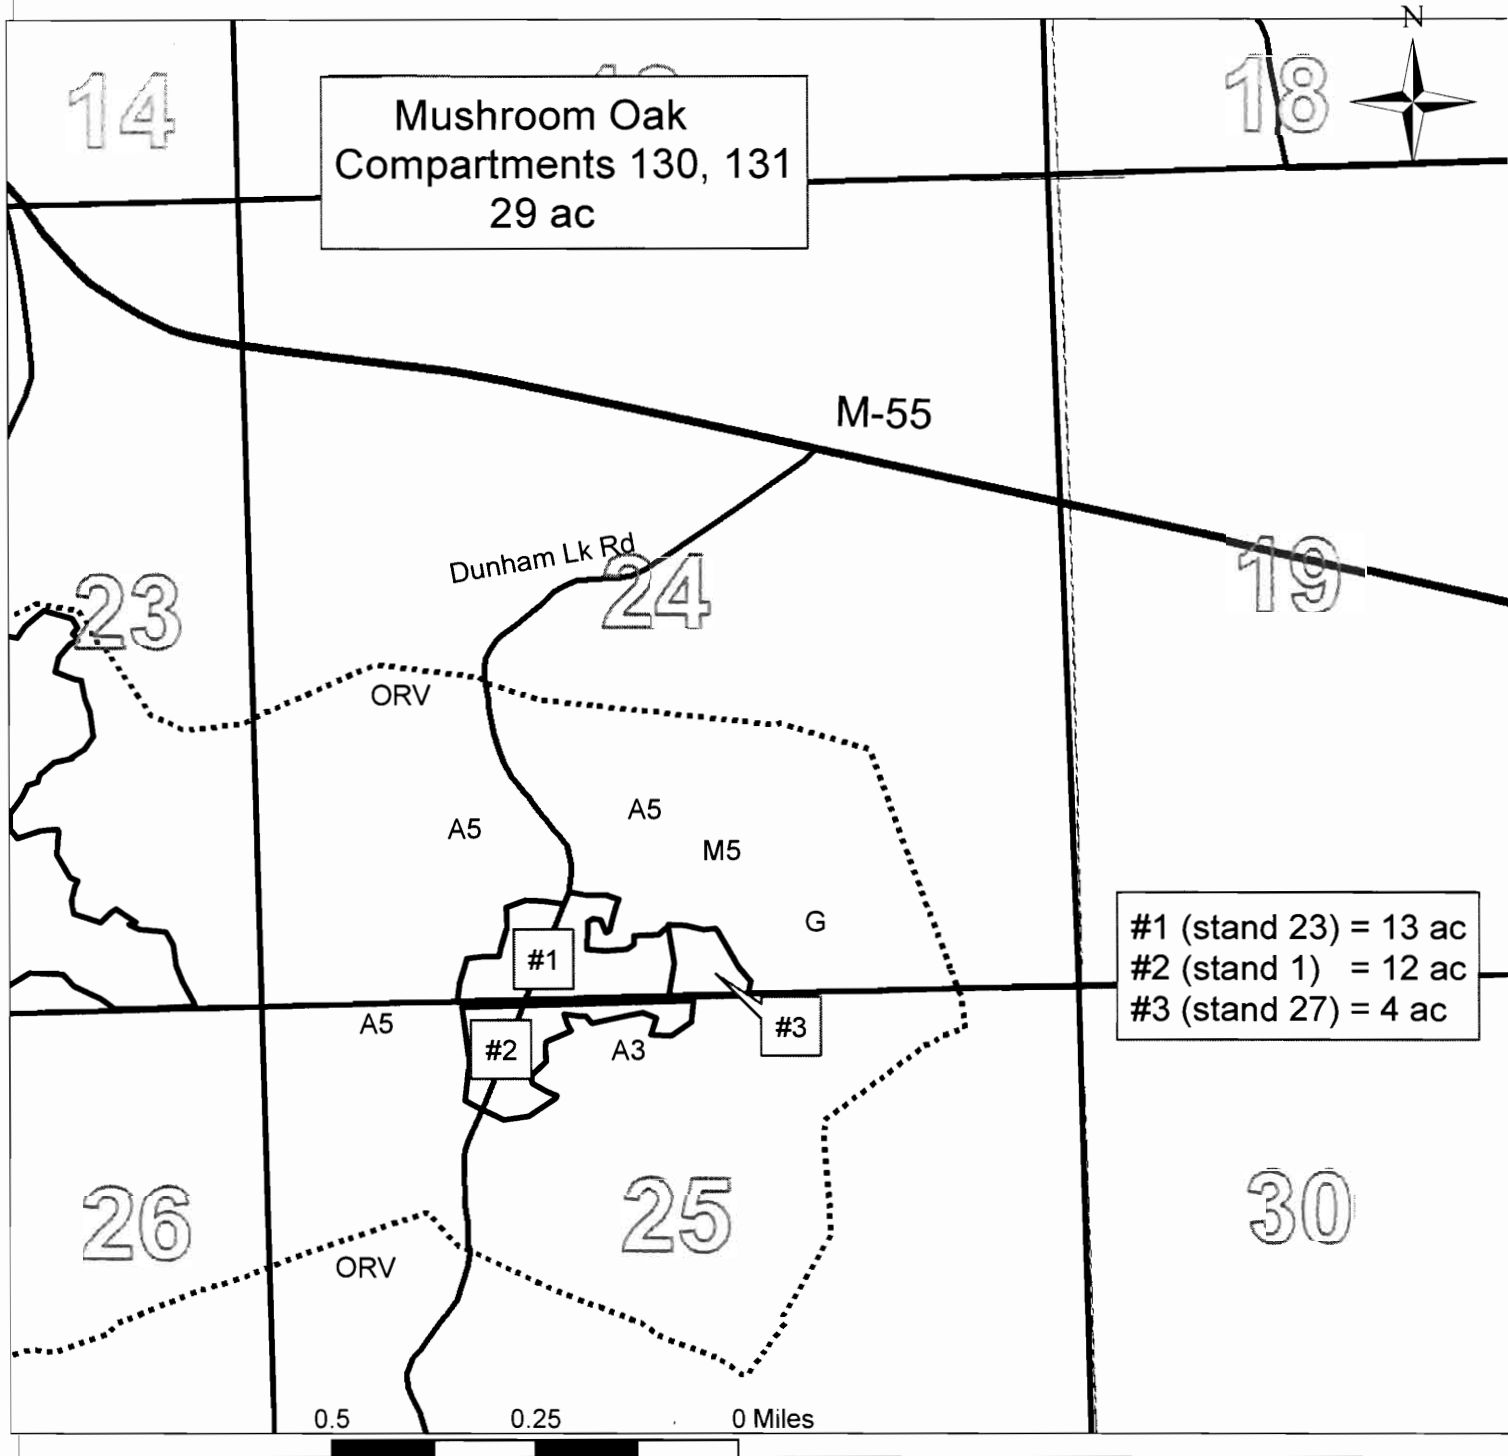 N
14
18
Mushroom Oak
Compartments 130, 131
29 ac
M-55
Dunham Lk Rd
23
24
19
ORV
A5
A5
M5
G
#1
#1 (stand 23) = 13 ac
#2 (stand 1) = 12 ac
#3 (stand 27) = 4 ac
A5
#2
A3
#3
26
25
30
ORV
0.5 0.25 0 Miles